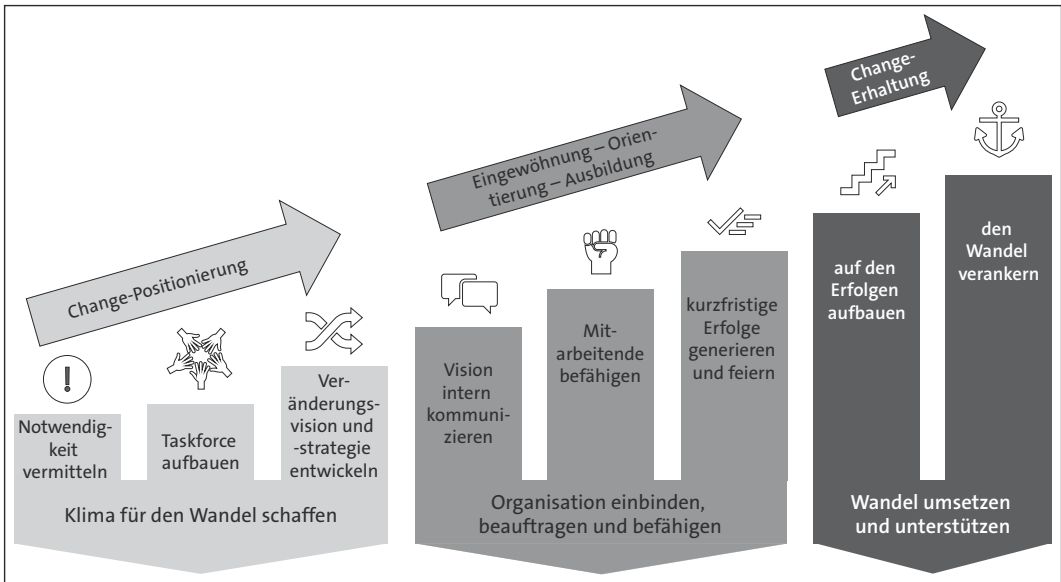 Change-Positionierung
Notwendig-
keit
vermitteln
Taskforce
aufbauen
Ver-
änderungs-
vision und
-strategie
entwickeln
Klima für den Wandel schaffen
Eingewöhnung – Orien-
tierung – Ausbildung
Vision
intern
kommuni-
zieren
Mit-
arbeitende
befähigen
kurzfristige
Erfolge
generieren
und feiern
Organisation einbinden,
beauftragen und befähigen
Change-
Erhaltung
auf den
Erfolgen
aufbauen
den
Wandel
verankern
Wandel umsetzen
und unterstützen